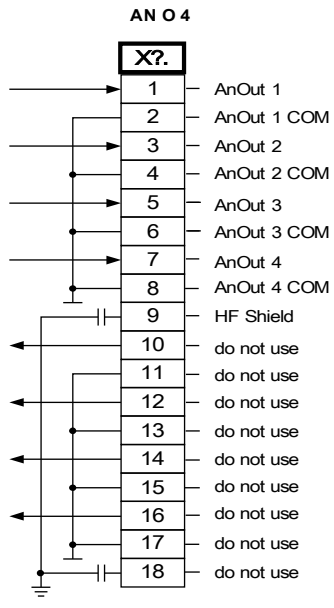 AN O 4
X?.
1 AnOut 1
2 AnOut 1 COM
3 AnOut 2
4 AnOut 2 COM
5 AnOut 3
6 AnOut 3 COM
7 AnOut 4
8 AnOut 4 COM
9 HF Shield
10 do not use
11 do not use
12 do not use
13 do not use
14 do not use
15 do not use
16 do not use
17 do not use
18 do not use